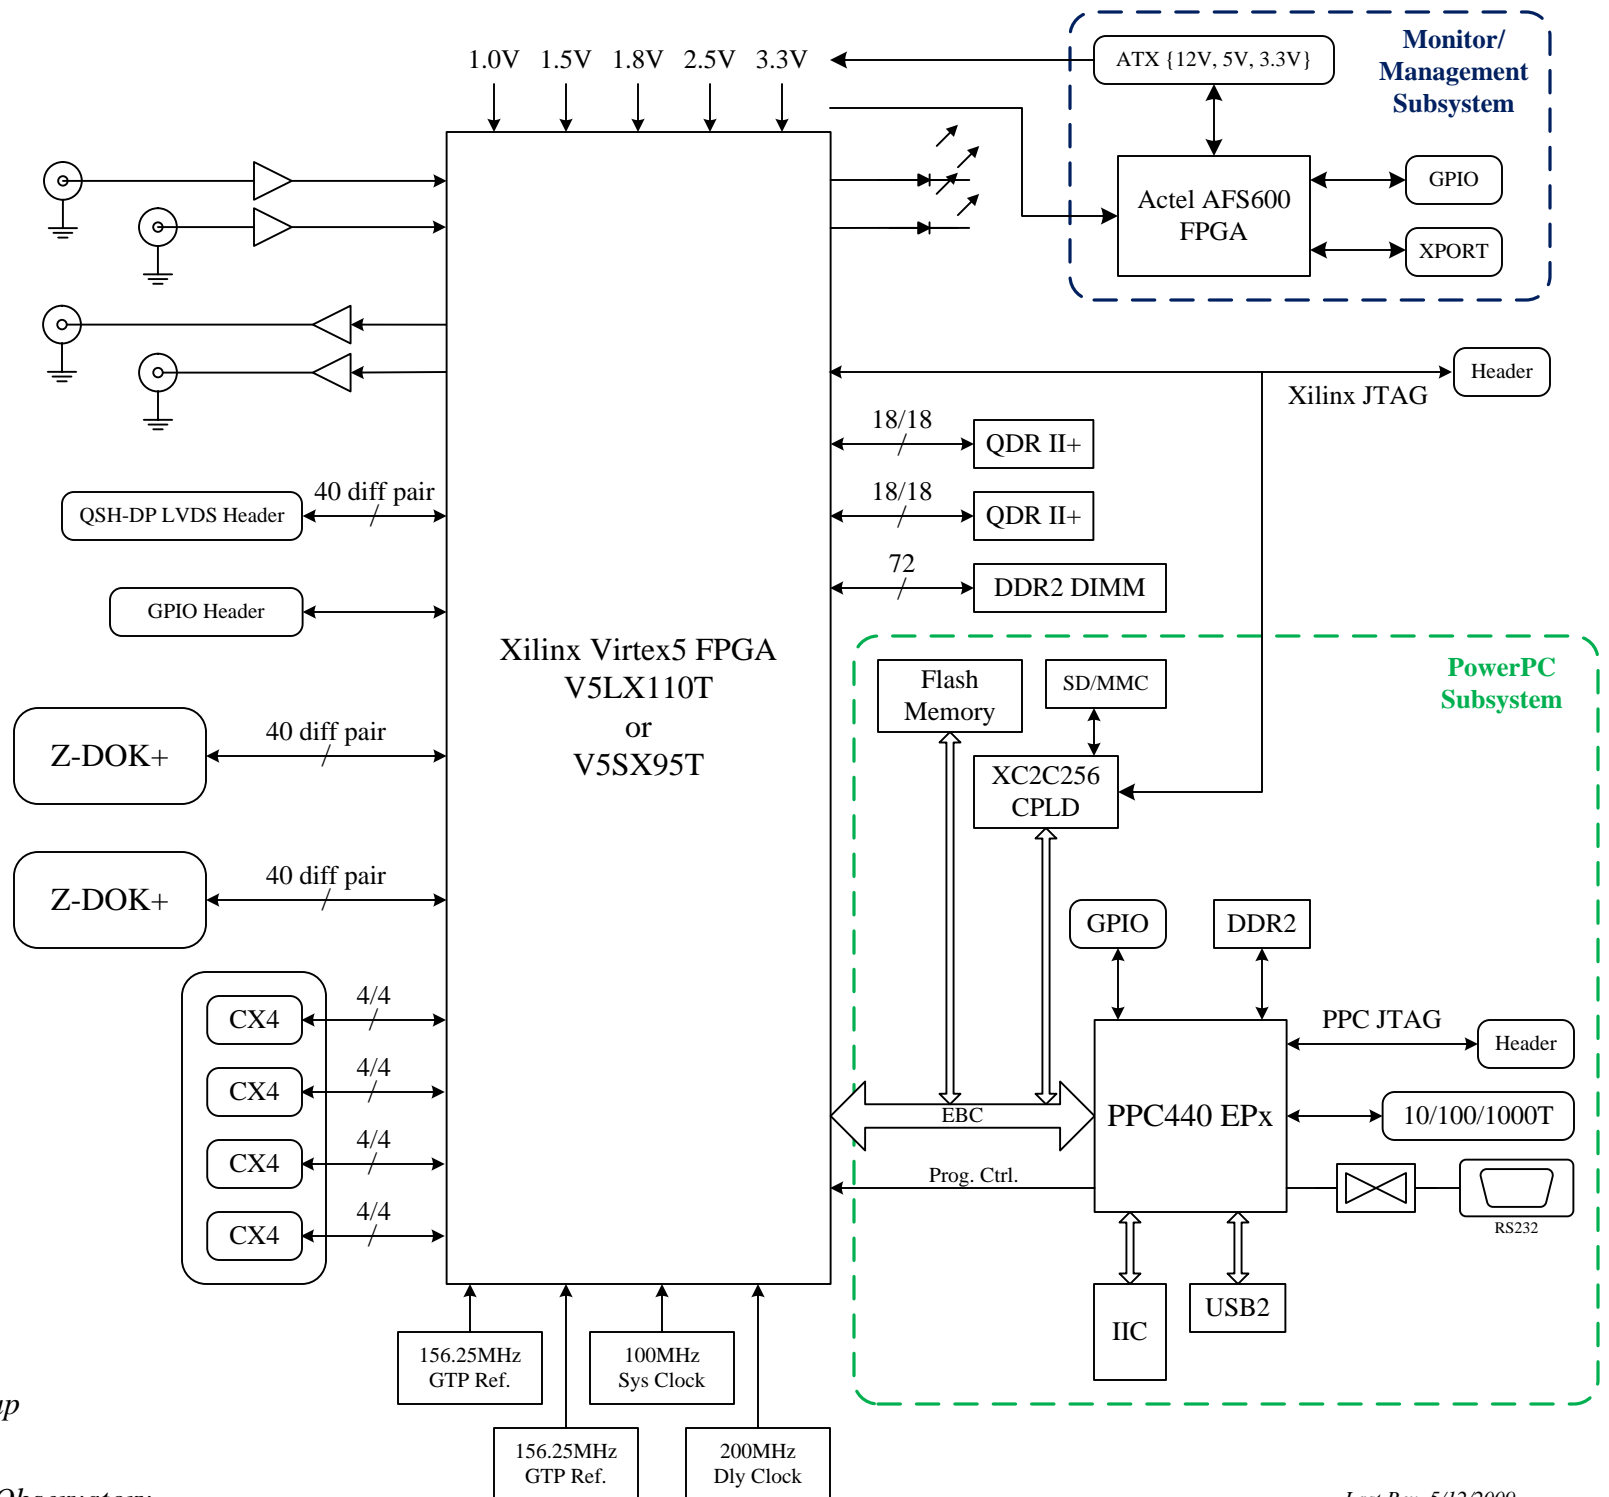 1.0V 1.5V 1.8V 2.5V 3.3V
ATX {12V, 5V, 3.3V}
Monitor/
Management
Subsystem
Actel AFS600
FPGA
GPIO
XPORT
Header
Xilinx JTAG
18/18
QDR II+
18/18
QDR II+
72
DDR2 DIMM
40 diff pair
QSH-DP LVDS Header
GPIO Header
Xilinx Virtex5 FPGA
V5LX110T
or
V5SX95T
40 diff pair
Z-DOK+
40 diff pair
Z-DOK+
4/4
CX4
4/4
CX4
4/4
CX4
4/4
CX4
PowerPC
Subsystem
Flash
Memory
SD/MMC
XC2C256
CPLD
GPIO
DDR2
PPC JTAG
Header
EBC
PPC440 EPx
10/100/1000T
Prog. Ctrl.
RS232
IIC
USB2
156.25MHz
GTP Ref.
100MHz
Sys Clock
156.25MHz
GTP Ref.
200MHz
Dly Clock